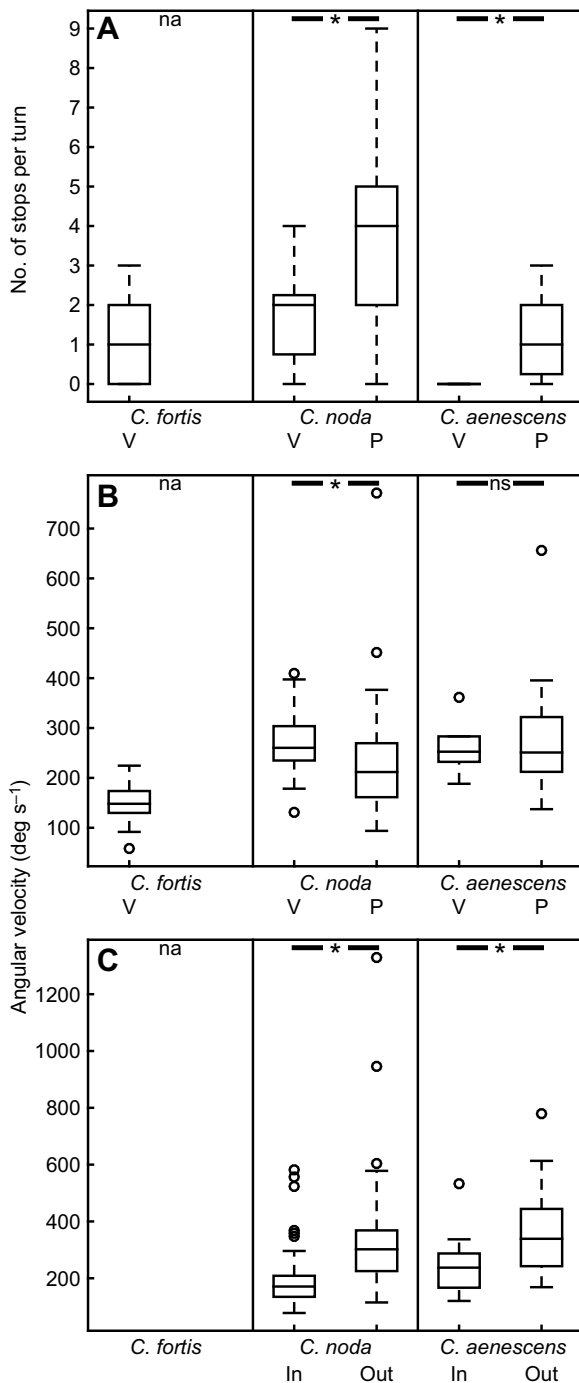 A
na
*
*
No. of stops per turn
9
8
7
6
5
4
3
2
1
0
C. fortis
C. noda
C. aenescens
V
V
P
V
P
B
na
*
ns
700
600
500
400
300
200
100
C. fortis
C. noda
C. aenescens
V
V
P
V
P
Angular velocity (deg s⁻¹)
C
na
*
*
1200
1000
800
600
400
200
C. fortis
C. noda
C. aenescens
In
Out
In
Out